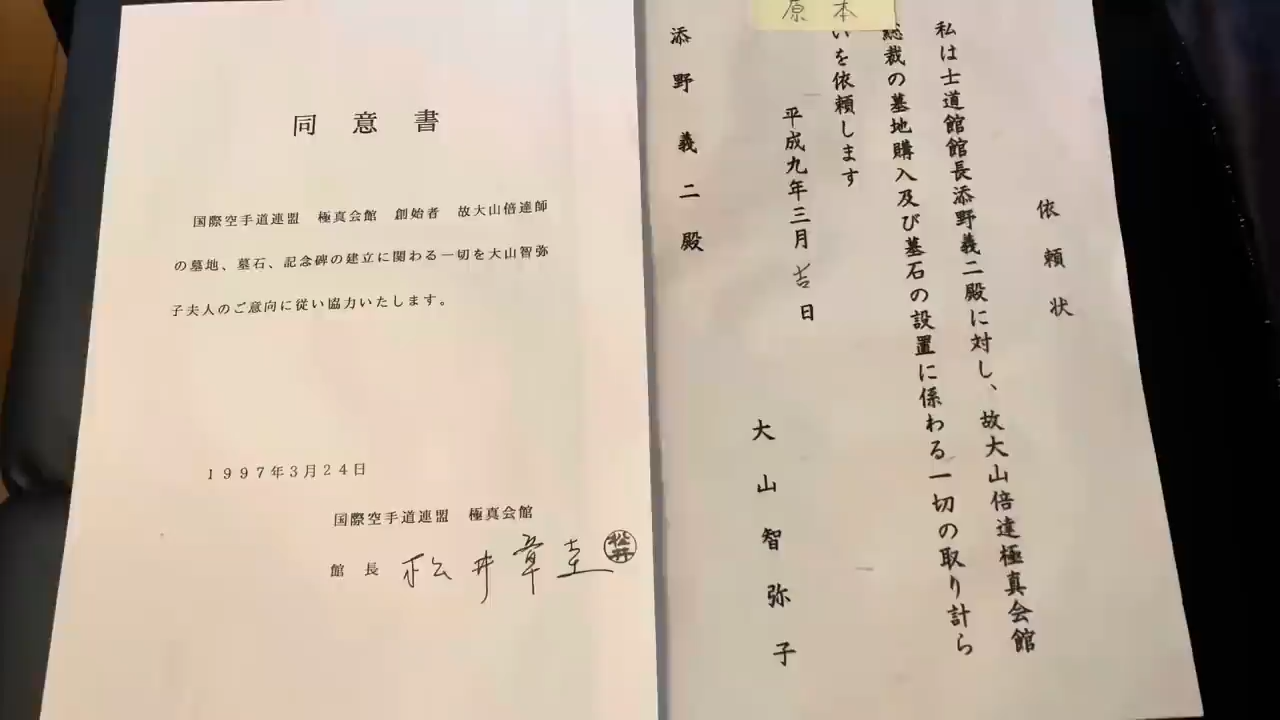 同意書
国際空手道連盟 極真会館 創始者 故大山倍達師
の墓地、墓石、記念碑の建立に関わる一切を大山智弥
子夫人のご意向に従い協力いたします。
1997年3月24日
国際空手道連盟 極真会館
館長 松井章圭 松井
原本
依頼状
私は士道館館長添野義二殿に対し、故大山倍達極真会館
総裁の墓地購入及び墓石の設置に係わる一切の取り計ら
いを依頼します
平成九年三月吉日
大山智弥子
添野義二殿